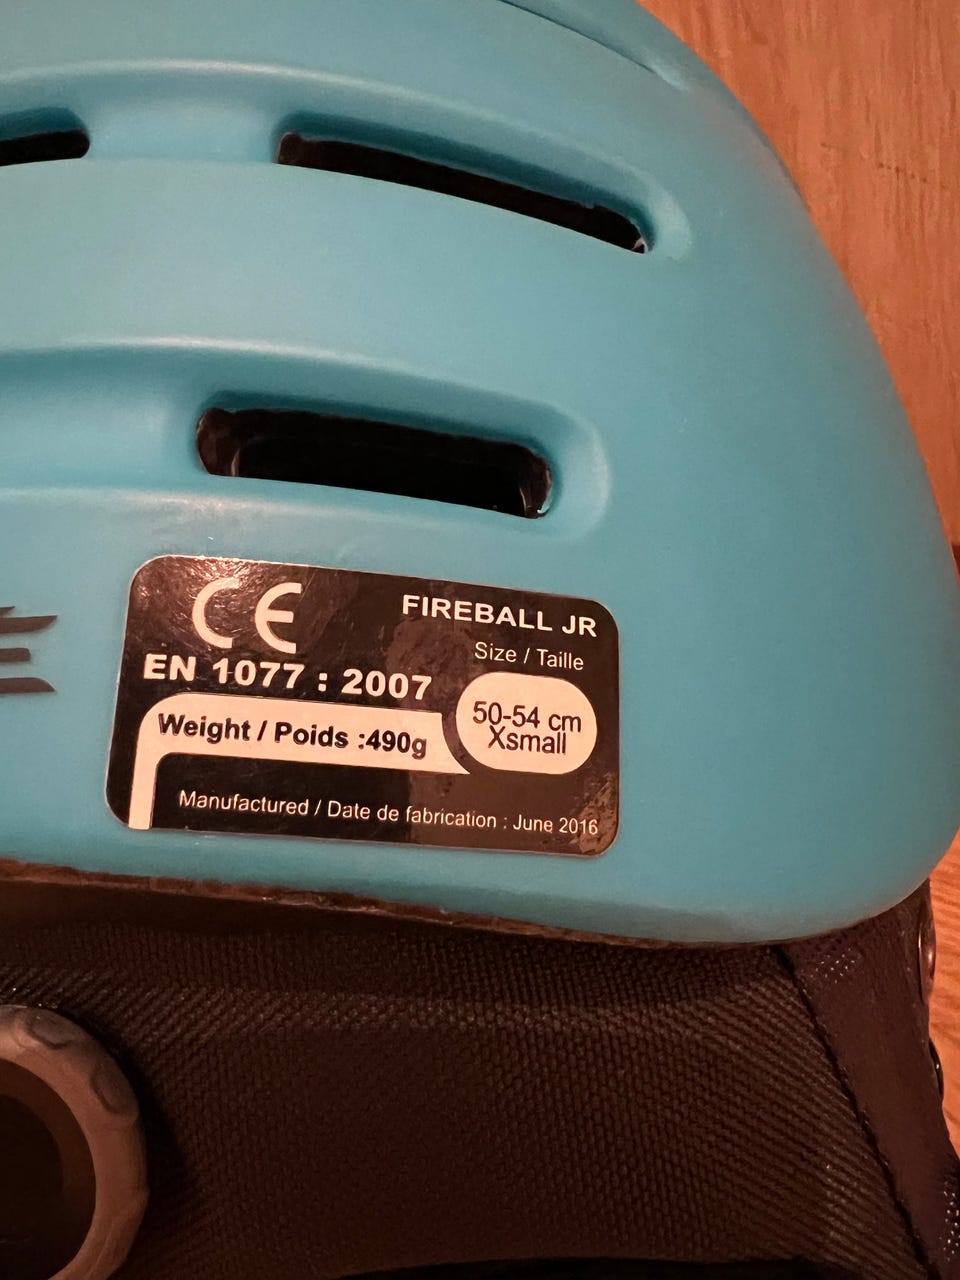 CE
FIREBALL JR
Size / Taille
EN 1077 : 2007
50-54 cm
Xsmall
Weight / Poids :490g
Manufactured / Date de fabrication : June 2016